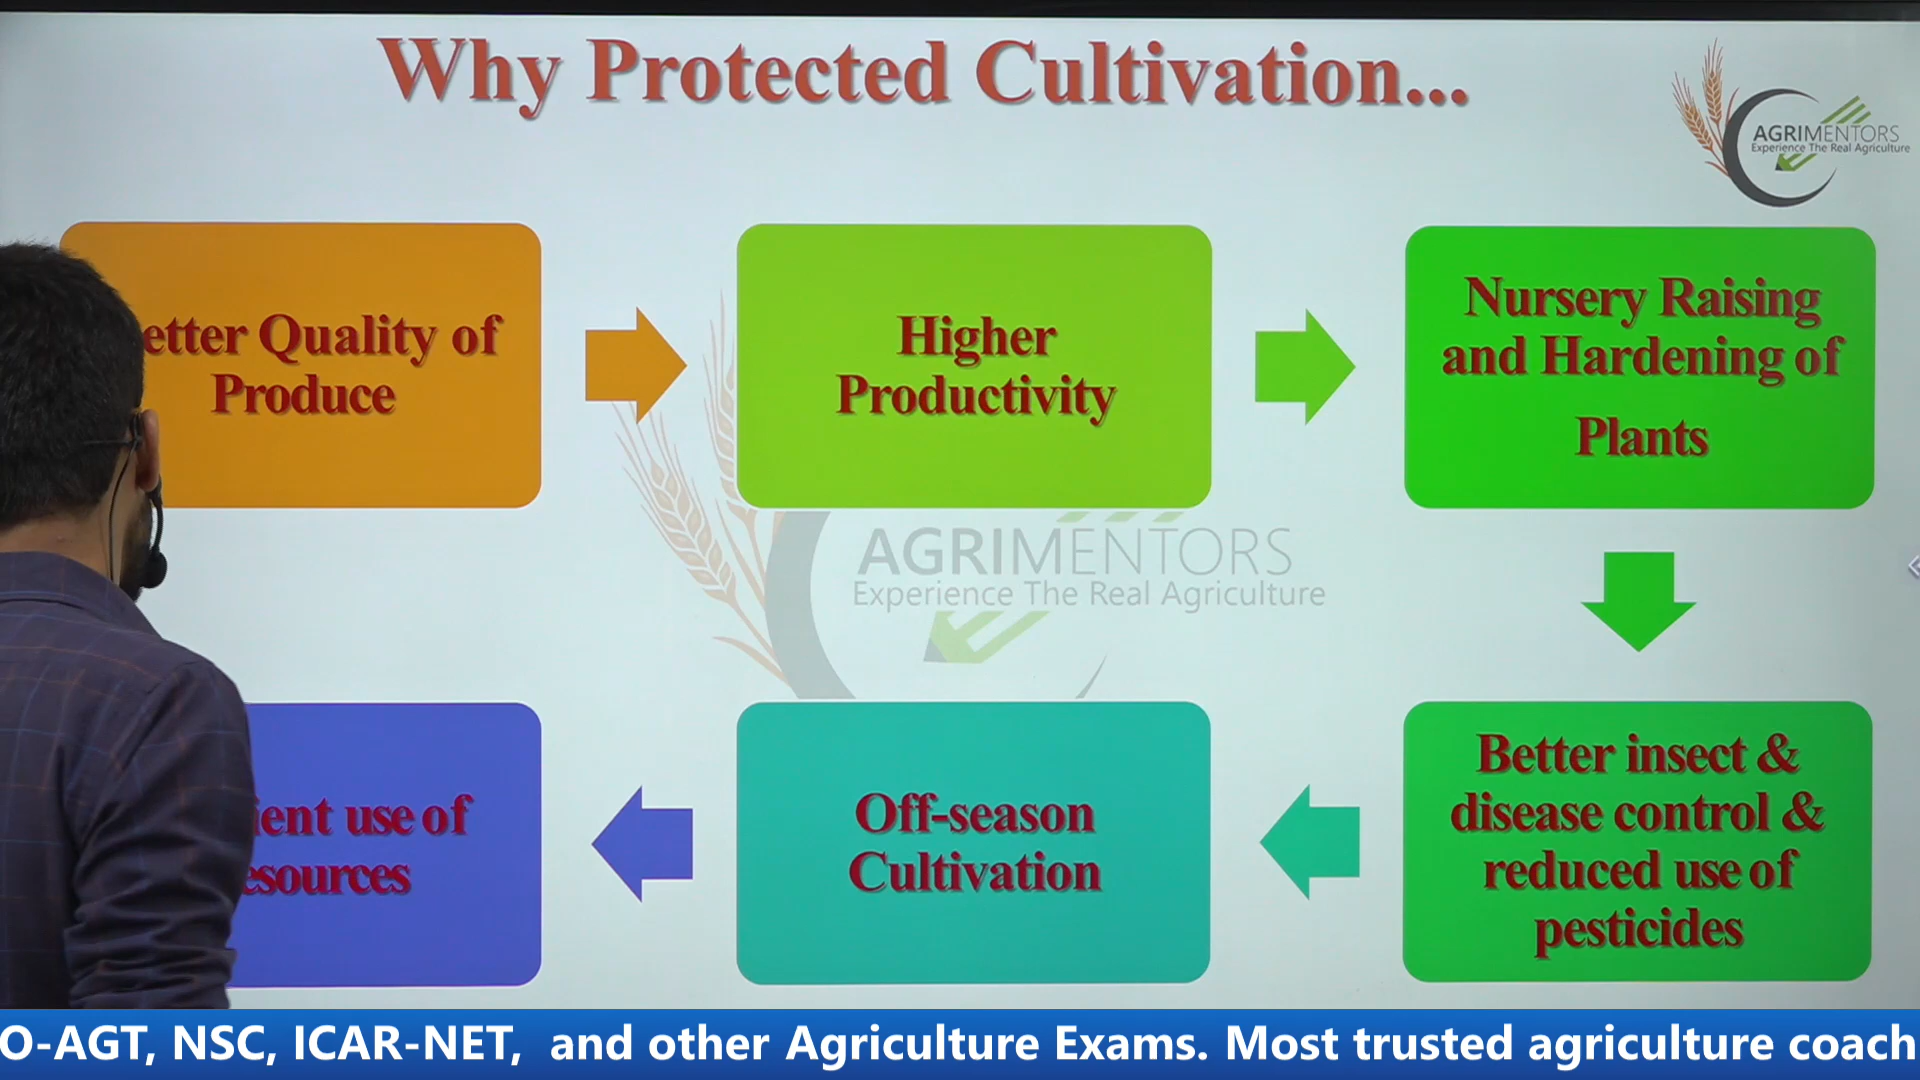 Why Protected Cultivation...
AGRIMENTORS
Experience The Real Agriculture
etter Quality of
Produce
Higher
Productivity
Nursery Raising
and Hardening of
Plants
AGRIMENTORS
Experience The Real Agriculture
ient use of
esources
Off-season
Cultivation
Better insect &
disease control &
reduced use of
pesticides
O-AGT, NSC, ICAR-NET, and other Agriculture Exams. Most trusted agriculture coach